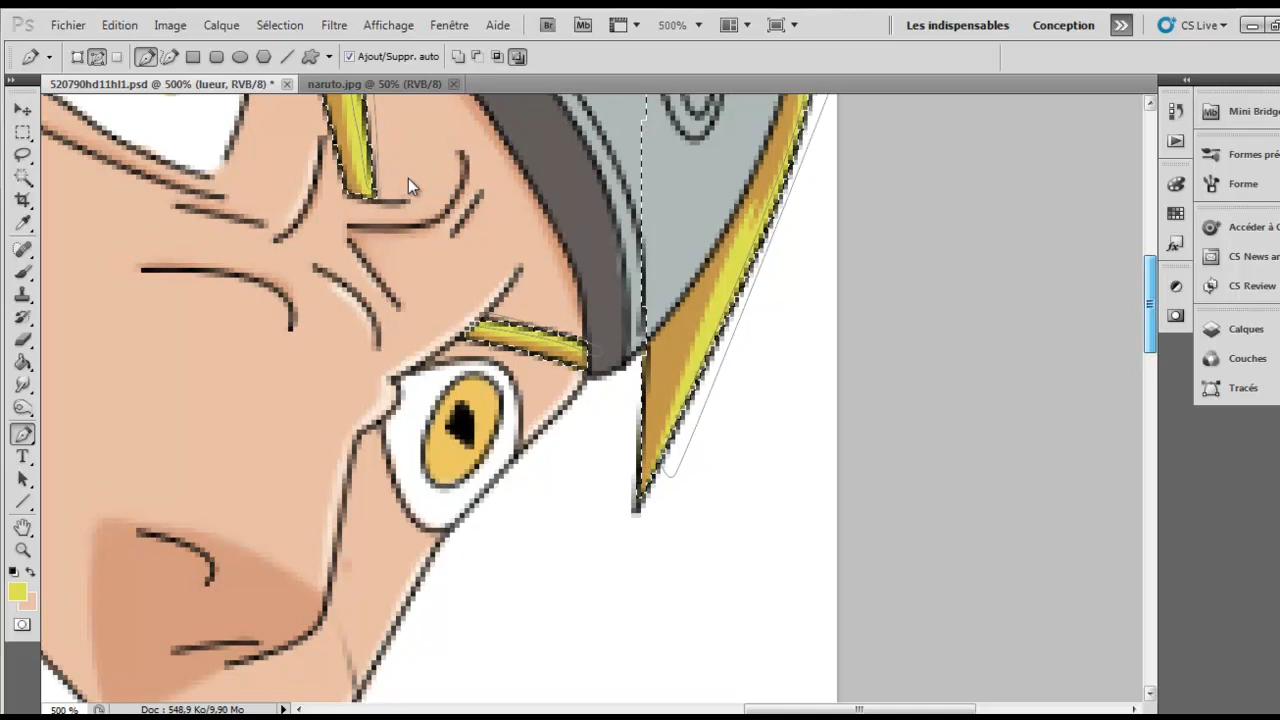 Ps Fichier Edition Image Calque Sélection Filtre Affichage Fenêtre Aide Br Mb 500% Les indispensables Conception CS Live
Ajout/Suppr. auto
520790hd11hl1.psd @ 500% (lueur, RVB/8) * naruto.jpg @ 50% (RVB/8)
Mb Mini Bridge
Formes pré
Forme
Accéder à C
CS News an
CS Review
Calques
Couches
Tracés
T
500 % Doc : 548,9 Ko/9,90 Mo